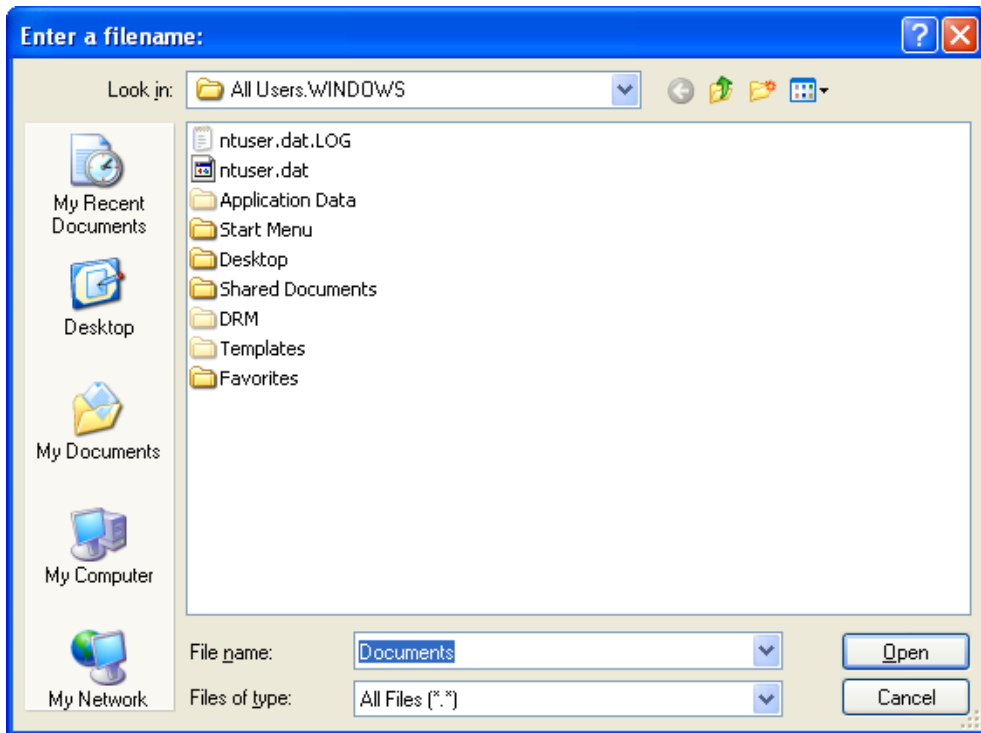 Enter a filename:
Look in: All Users.WINDOWS
My Recent
Documents
Desktop
My Documents
My Computer
My Network
ntuser.dat.LOG
ntuser.dat
Application Data
Start Menu
Desktop
Shared Documents
DRM
Templates
Favorites
File name: Documents Open
Files of type: All Files (*.*) Cancel